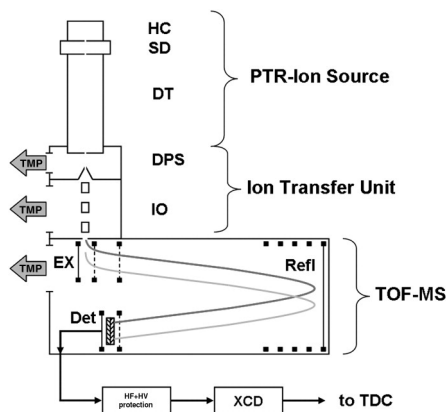 HC
SD
PTR-Ion Source
DT
DPS
TMP
Ion Transfer Unit
IO
TMP
EX
TMP
Refl
TOF-MS
Det
HF+HV
protection
XCD
to TDC